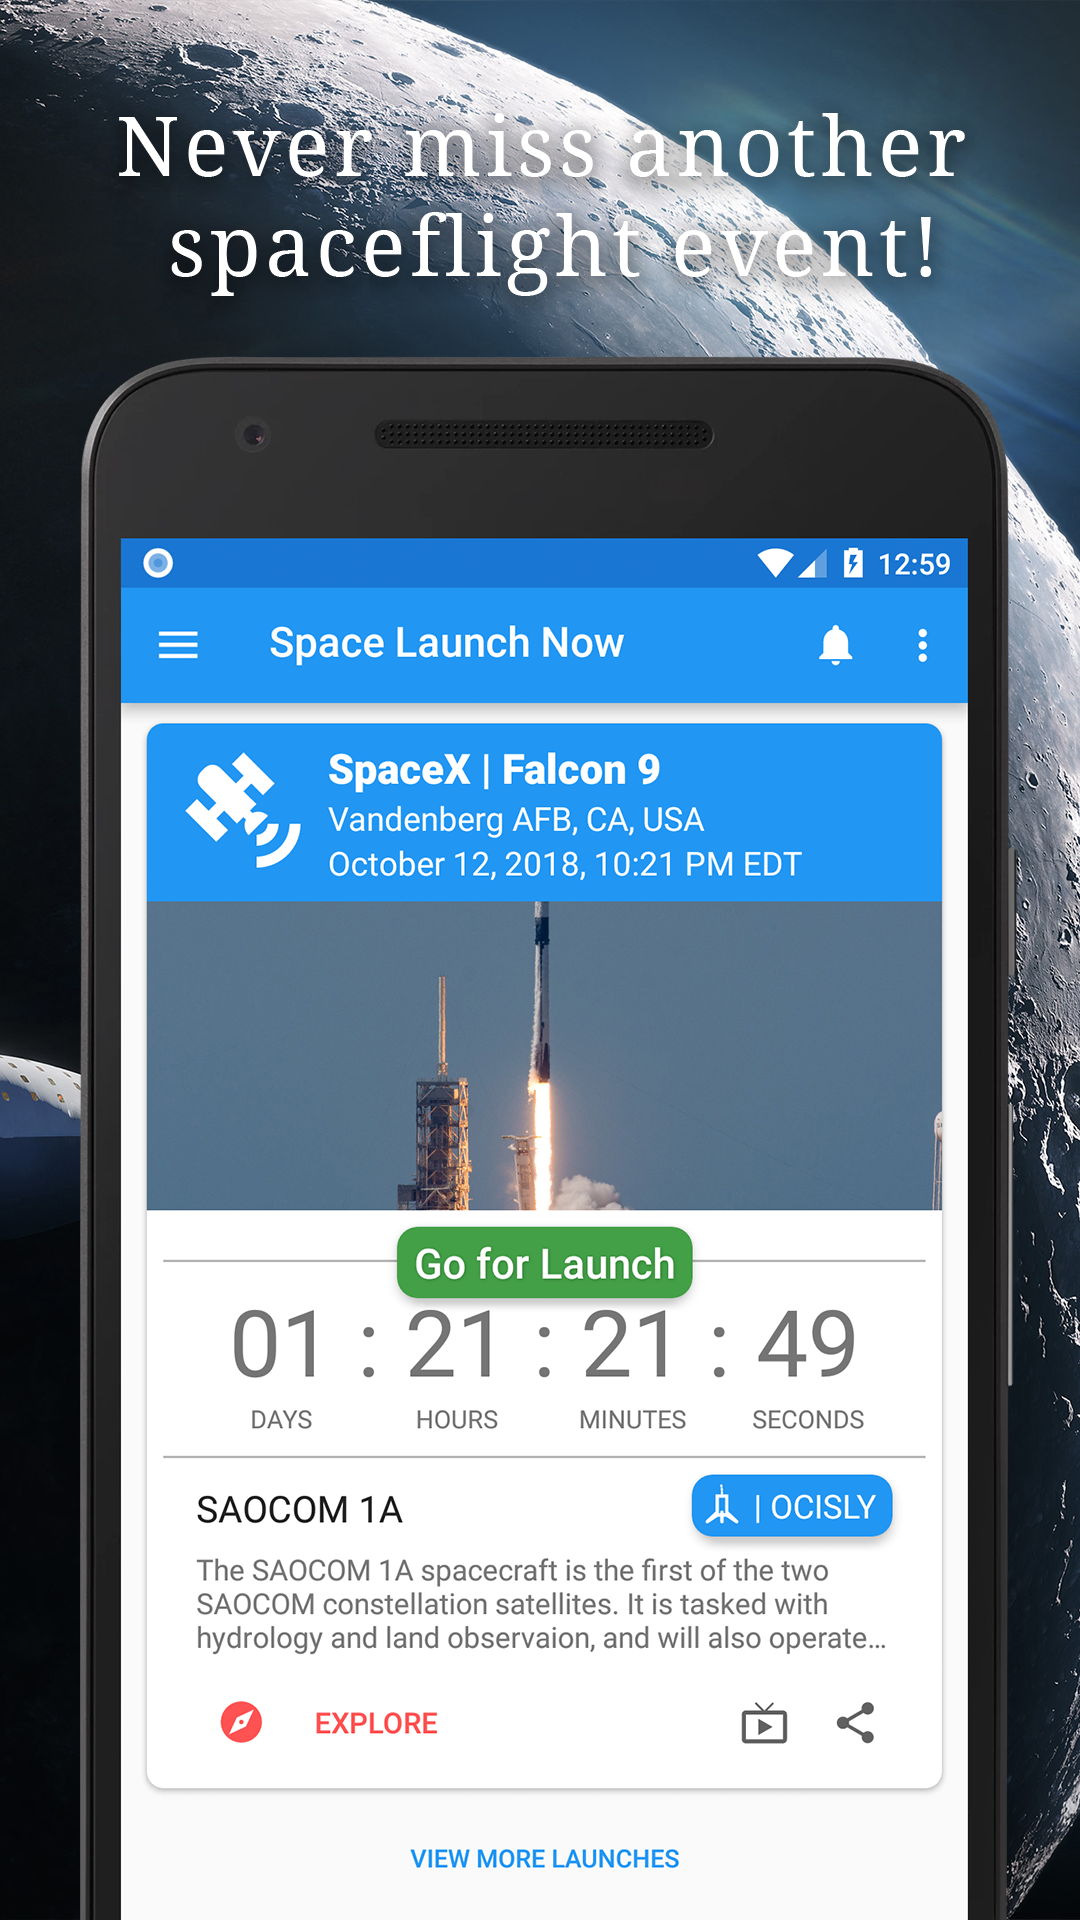 Never miss another
spaceflight event!
12:59
Space Launch Now
SpaceX | Falcon 9
Vandenberg AFB, CA, USA
October 12, 2018, 10:21 PM EDT
Go for Launch
01 : 21 : 21 : 49
DAYS HOURS MINUTES SECONDS
SAOCOM 1A
| OCISLY
The SAOCOM 1A spacecraft is the first of the two
SAOCOM constellation satellites. It is tasked with
hydrology and land observaion, and will also operate...
EXPLORE
VIEW MORE LAUNCHES